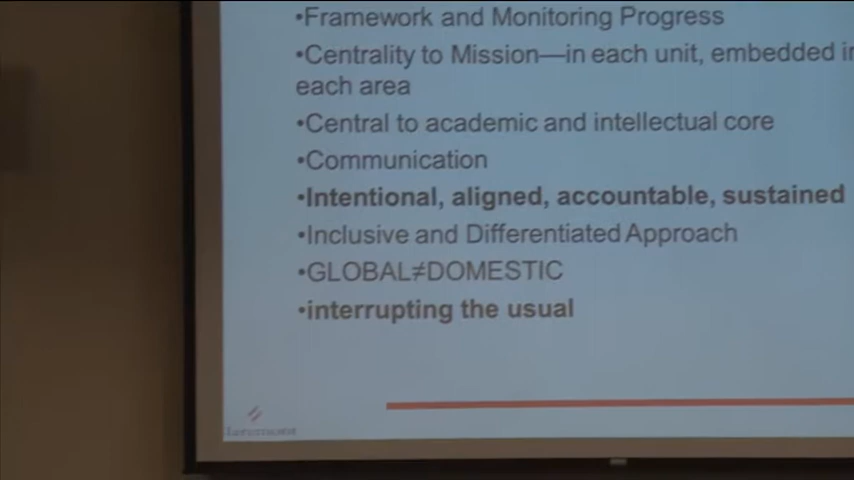 •Framework and Monitoring Progress
•Centrality to Mission—in each unit, embedded in
each area
•Central to academic and intellectual core
•Communication
•Intentional, aligned, accountable, sustained
•Inclusive and Differentiated Approach
•GLOBAL≠DOMESTIC
•interrupting the usual